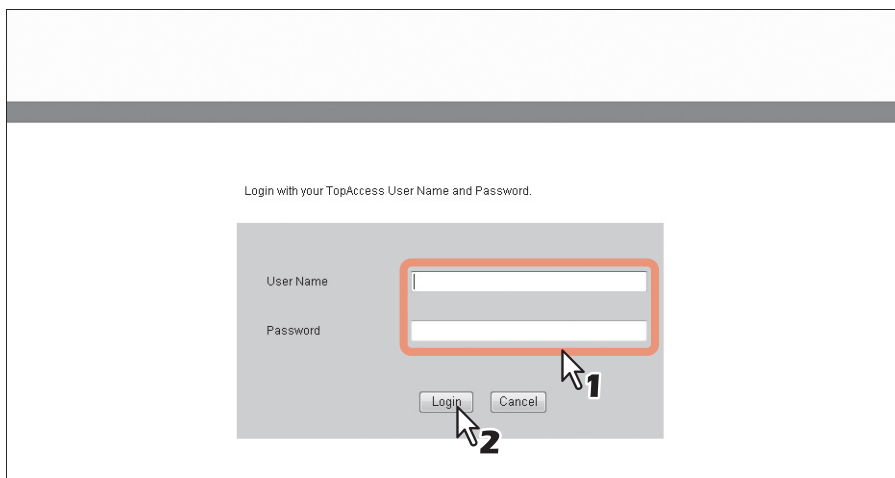 Login with your TopAccess User Name and Password.
User Name
Password
1
Login
Cancel
2